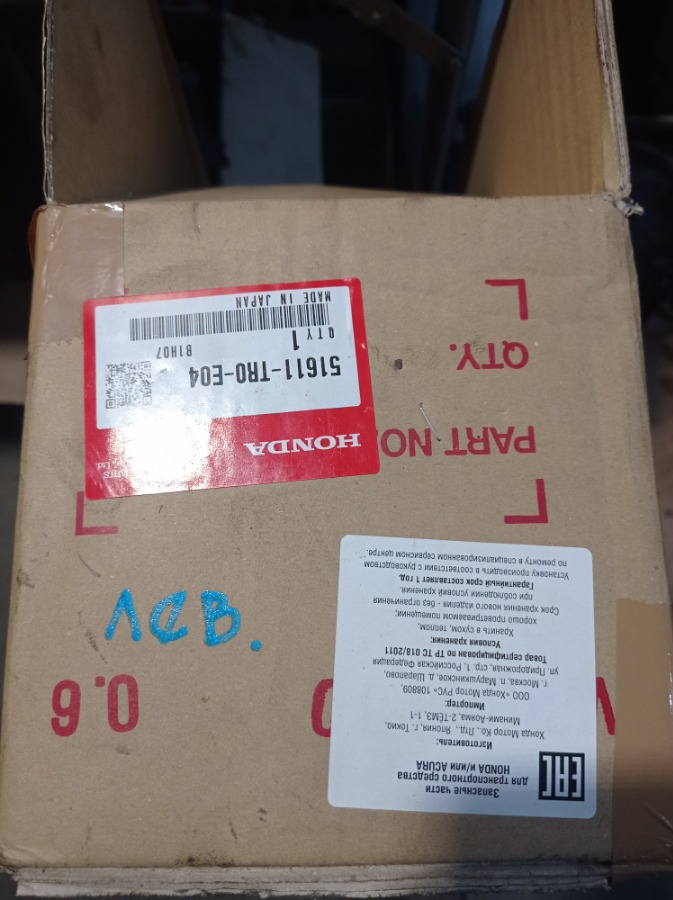 HONDA
51611-TR0-E04
B1H07
QTY
1
MADE IN JAPAN
PART NO
QTY.
лев.
0.6
Запасные части
для транспортного средства
HONDA и/или ACURA
EAC
Изготовитель:
Хонда Мотор Ко., Лтд., Япония, г. Токио,
Минами-Аояма, 2-ТЕМЗ, 1-1
Импортер:
ООО «Хонда Мотор РУС» 108809,
г. Москва, п. Марушкинское, д. Шарапово,
ул. Придорожная, стр. 1, Российская Федерация
Товар сертифицирован по ТР ТС 018/2011
Условия хранения:
Хранить в сухом, теплом,
хорошо проветриваемом помещении;
Срок хранения нового изделия - без ограничения
при соблюдении условий хранения.
Гарантийный срок составляет 1 год.
Установку производить в соответствии с руководством
по ремонту в специализированном сервисном центре.